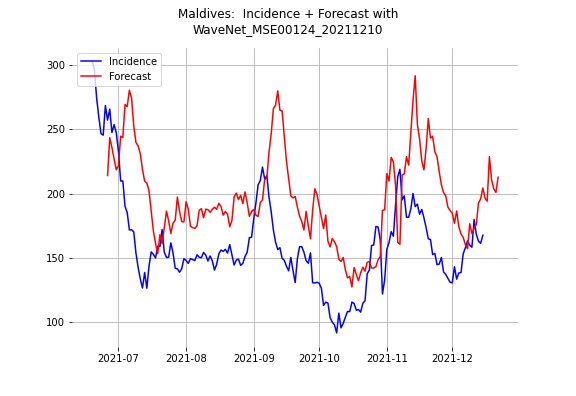 Maldives:  Incidence + Forecast with
WaveNet_MSE00124_20211210
Incidence
Forecast
300
250
200
150
100
2021-07
2021-08
2021-09
2021-10
2021-11
2021-12